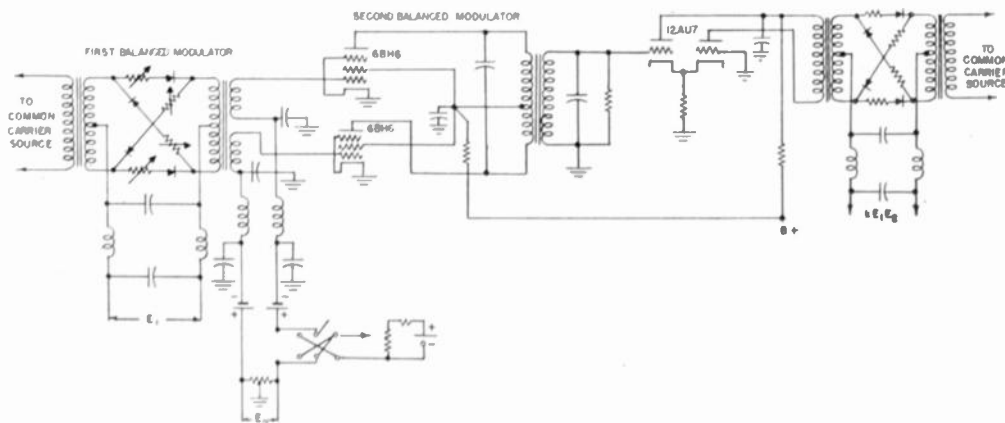 SECOND BALANCED MODULATOR
FIRST BALANCED MODULATOR
6BH6
12AU7
TO
COMMON
CARRIER
SOURCE
TO
COMMON
CARRIER
SOURCE
6BH6
B+
kE₁E₂
E₁
- -
+ +
+
-